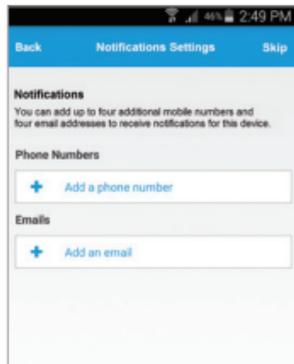 46% 2:49 PM
Back Notifications Settings Skip
Notifications
You can add up to four additional mobile numbers and
four email addresses to receive notifications for this device.
Phone Numbers
+ Add a phone number
Emails
+ Add an email